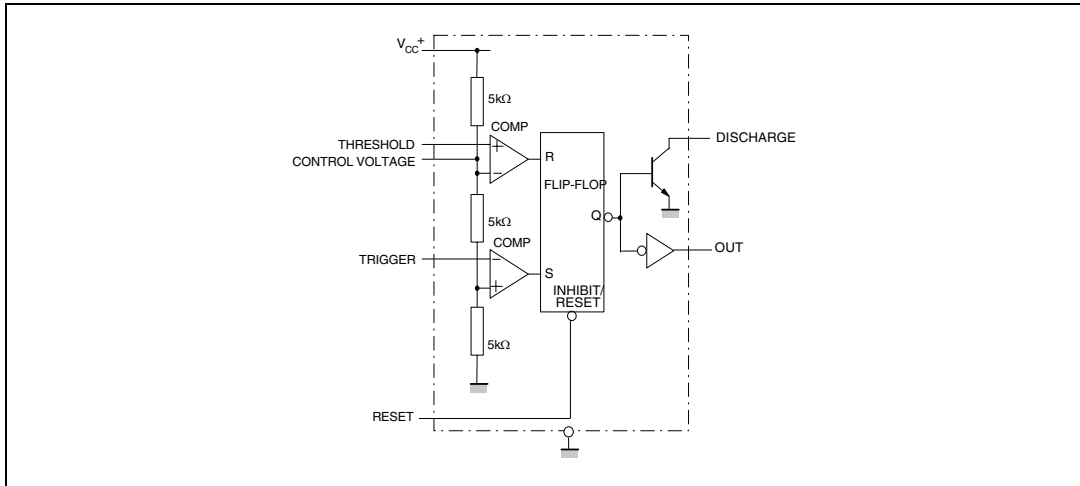 VCC+
5kΩ
COMP
THRESHOLD
CONTROL VOLTAGE
R
FLIP-FLOP
DISCHARGE
Q
5kΩ
COMP
OUT
TRIGGER
S
INHIBIT/
RESET
5kΩ
RESET